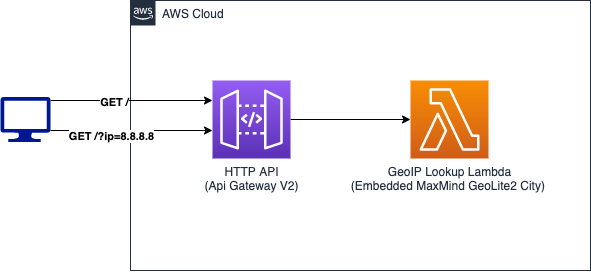 aws
AWS Cloud
GET /
GET /?ip=8.8.8.8
</>
HTTP API
(Api Gateway V2)
GeoIP Lookup Lambda
(Embedded MaxMind GeoLite2 City)